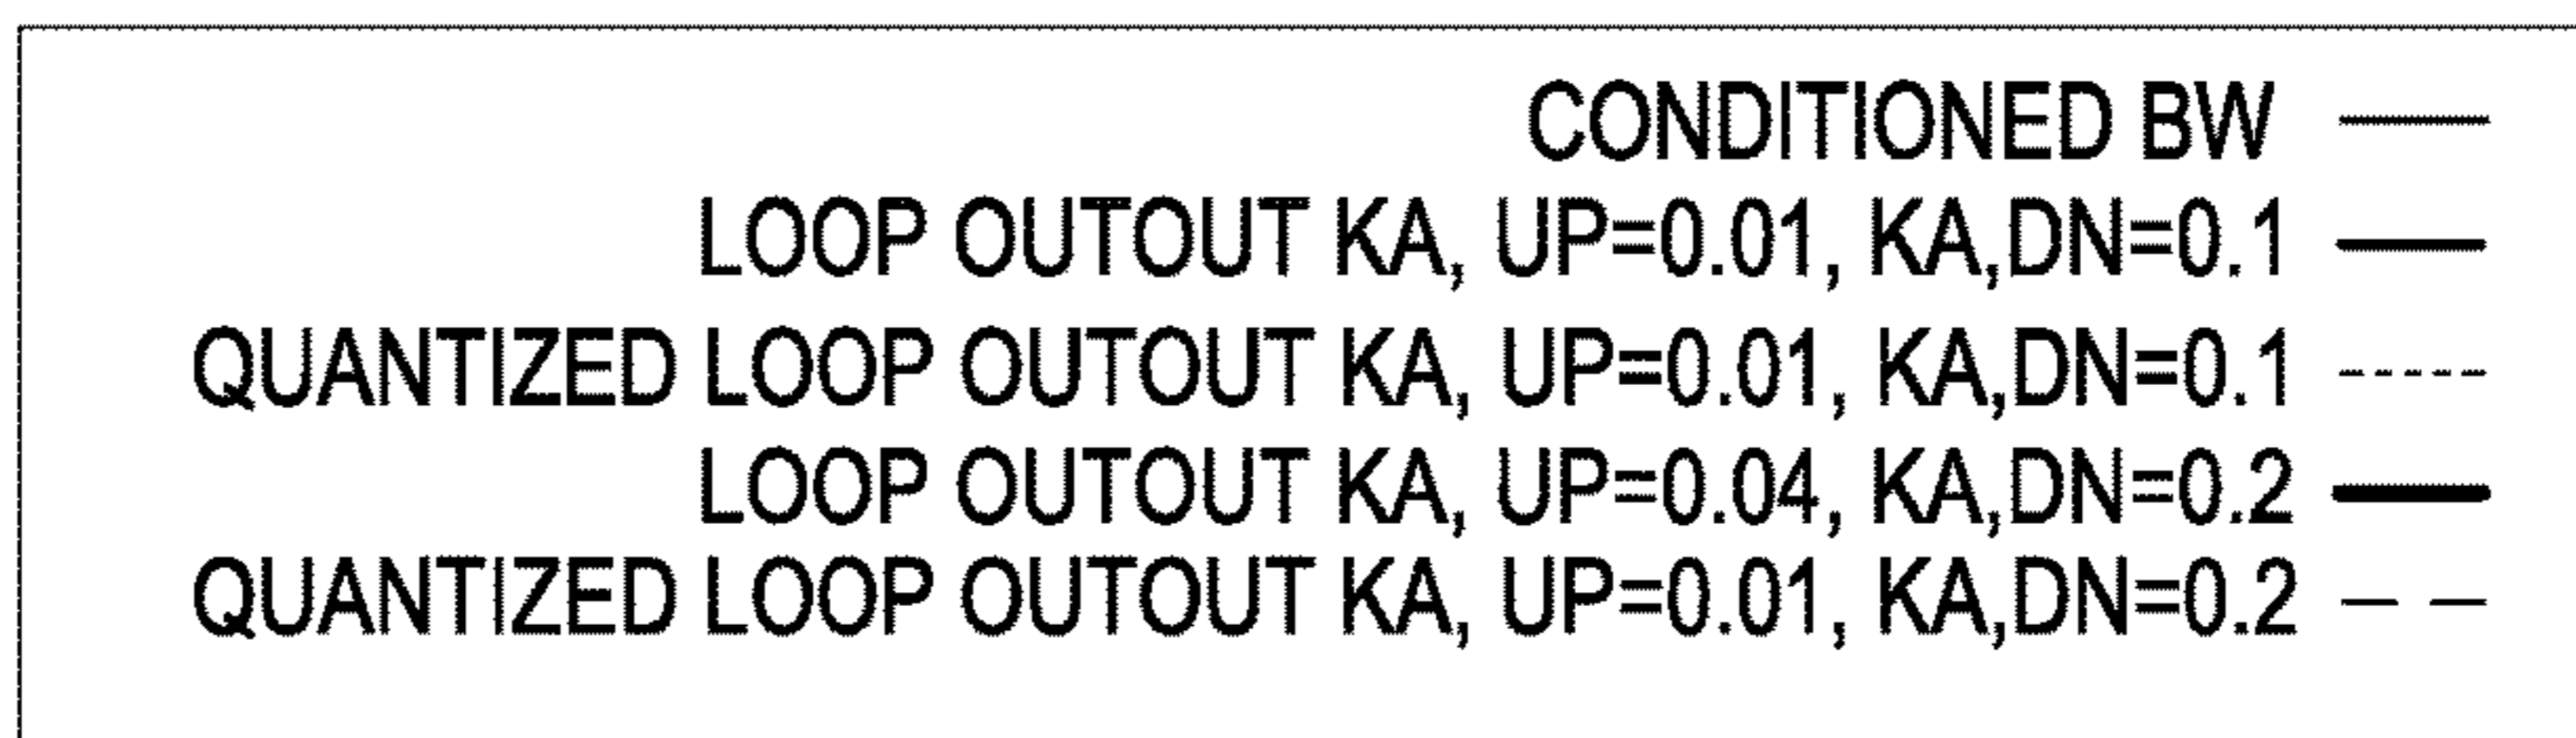 CONDITIONED BW
LOOP OUTOUT KA, UP=0.01, KA,DN=0.1
QUANTIZED LOOP OUTOUT KA, UP=0.01, KA,DN=0.1
LOOP OUTOUT KA, UP=0.04, KA,DN=0.2
QUANTIZED LOOP OUTOUT KA, UP=0.01, KA,DN=0.2